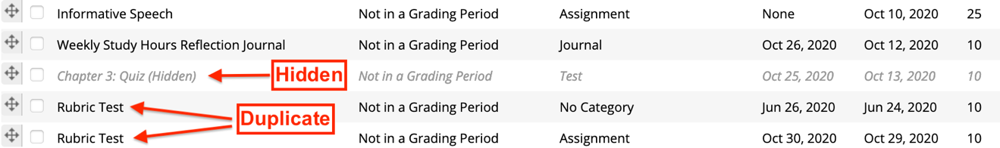 Informative Speech Not in a Grading Period Assignment None Oct 10, 2020 25
Weekly Study Hours Reflection Journal Not in a Grading Period Journal Oct 26, 2020 Oct 12, 2020 10
Chapter 3: Quiz (Hidden) Hidden Not in a Grading Period Test Oct 25, 2020 Oct 13, 2020 10
Rubric Test Not in a Grading Period No Category Jun 26, 2020 Jun 24, 2020 10
Duplicate
Rubric Test Not in a Grading Period Assignment Oct 30, 2020 Oct 29, 2020 10